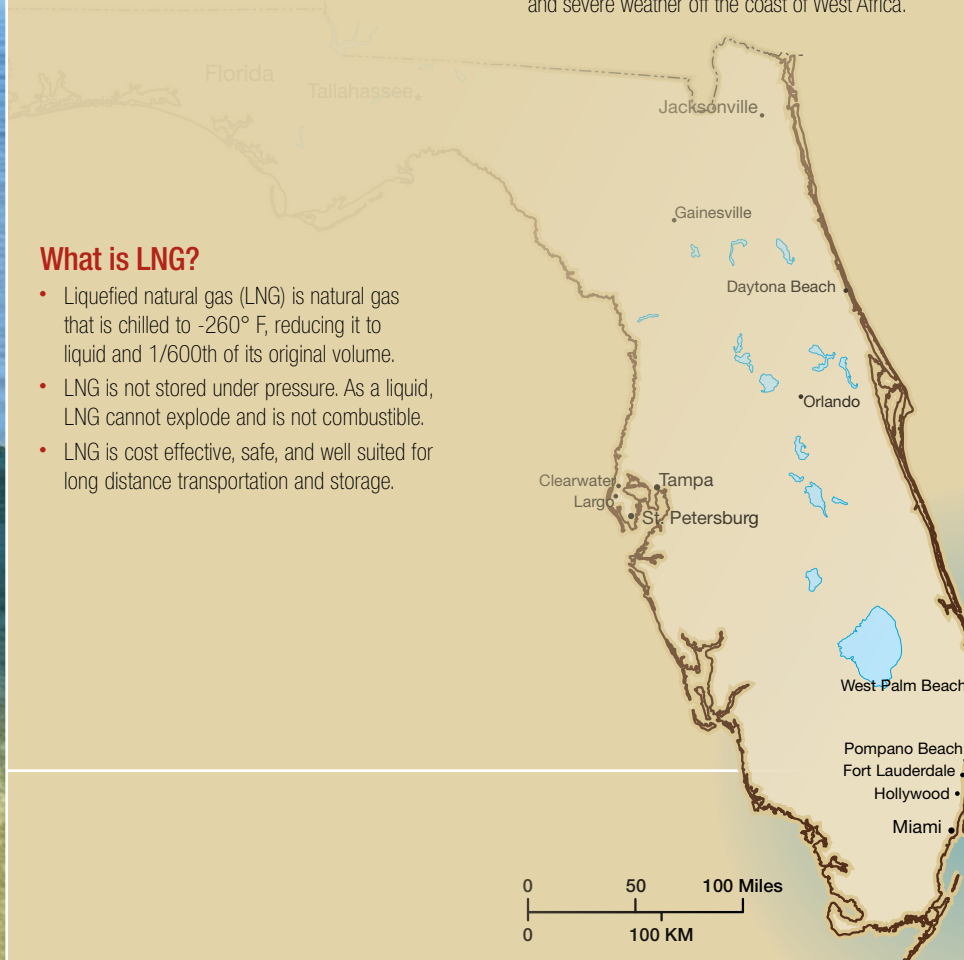 and severe weather off the coast of West Africa.
Florida
Tallahassee
Jacksonville
Gainesville
What is LNG?
• Liquefied natural gas (LNG) is natural gas
that is chilled to -260° F, reducing it to
liquid and 1/600th of its original volume.
• LNG is not stored under pressure. As a liquid,
LNG cannot explode and is not combustible.
• LNG is cost effective, safe, and well suited for
long distance transportation and storage.
Daytona Beach
Orlando
Clearwater
Tampa
Largo
St. Petersburg
West Palm Beach
Pompano Beach
Fort Lauderdale
Hollywood
Miami
0 50 100 Miles
0 100 KM